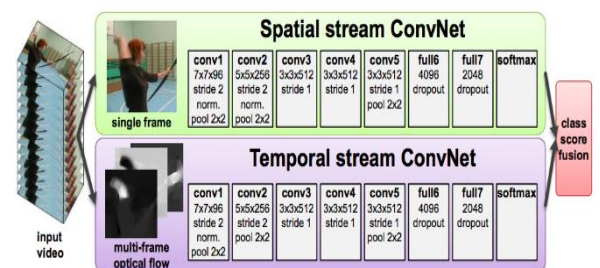 Spatial stream ConvNet
conv1
7x7x96
stride 2
norm.
pool 2x2
conv2
5x5x256
stride 2
norm.
pool 2x2
conv3
3x3x512
stride 1
conv4
3x3x512
stride 1
conv5
3x3x512
stride 1
pool 2x2
full6
4096
dropout
full7
2048
dropout
softmax
single frame
Temporal stream ConvNet
conv1
7x7x96
stride 2
norm.
pool 2x2
conv2
5x5x256
stride 2
pool 2x2
conv3
3x3x512
stride 1
conv4
3x3x512
stride 1
conv5
3x3x512
stride 1
pool 2x2
full6
4096
dropout
full7
2048
dropout
softmax
input
video
multi-frame
optical flow
class
score
fusion